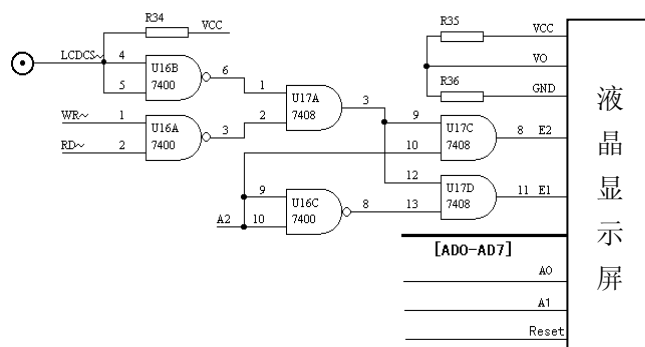 R34
VCC
LCDCS~
4
5
U16B
7400
6
WR~
1
RD~
2
U16A
7400
3
1
2
U17A
7408
3
R35
VCC
VO
R36
GND
9
10
U17C
7408
8
E2
12
13
U17D
7408
11
E1
A2
9
10
U16C
7400
8
[AD0-AD7]
A0
A1
Reset
液晶显示屏